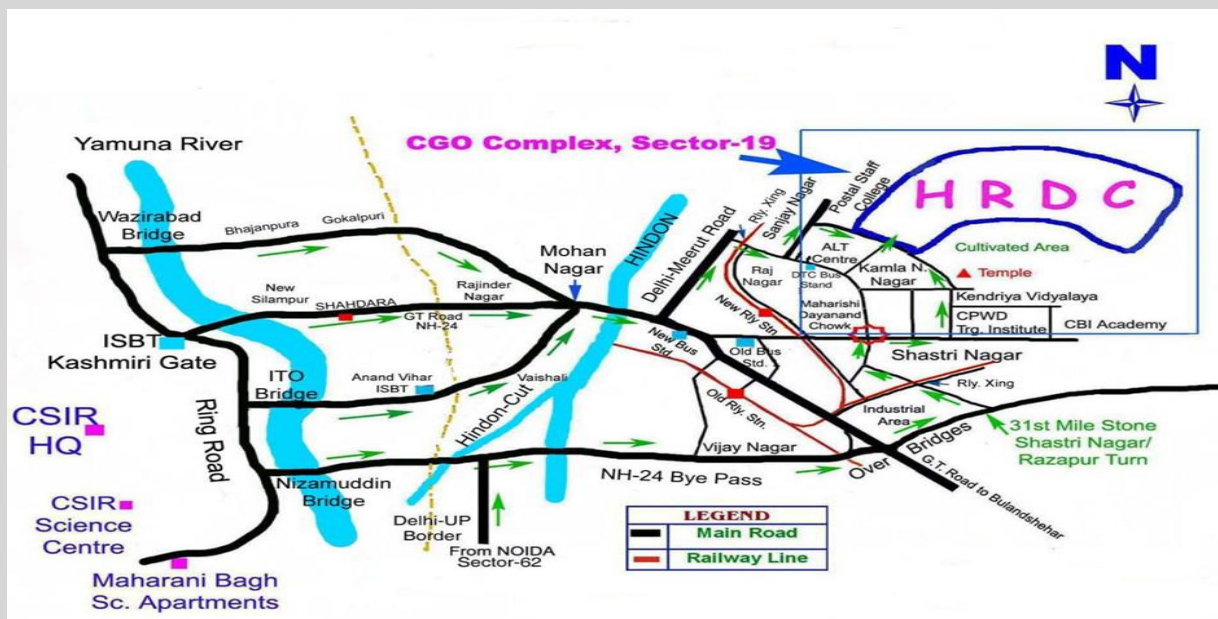 N
Yamuna River
CGO Complex, Sector-19
HRDC
Wazirabad
Bridge
Bhajanpura
Gokalpuri
Mohan
Nagar
HINDON
Delhi-Meerut Road
Rly. Xing
Sanjay Nagar
Postal Staff
College
ALT
Centre
Cultivated Area
DTC Bus
Stand
Kamla N.
Nagar
Temple
Raj
Nagar
New
Silampur
SHAHDARA
Rajinder
Nagar
GT Road
NH-24
New Rly Stn.
Maharishi
Dayanand
Chowk
Kendriya Vidyalaya
CPWD
Trg. Institute
CBI Academy
ISBT
Kashmiri Gate
New Bus
Std.
Old Bus
Std.
Shastri Nagar
ITO
Bridge
Anand Vihar
ISBT
Vaishali
Hindon-Cut
Old Rly. Stn.
Rly. Xing
Industrial
Area
CSIR
HQ
Ring Road
Vijay Nagar
31st Mile Stone
Shastri Nagar/
Razapur Turn
Over Bridges
NH-24 Bye Pass
G.T. Road to Bulandshehar
Nizamuddin
Bridge
CSIR
Science
Centre
Delhi-UP
Border
From NOIDA
Sector-62
LEGEND
Main Road
Railway Line
Maharani Bagh
Sc. Apartments